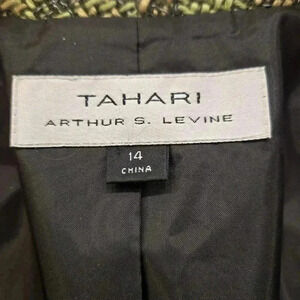 TAHARI
ARTHUR S. LEVINE
14
CHINA